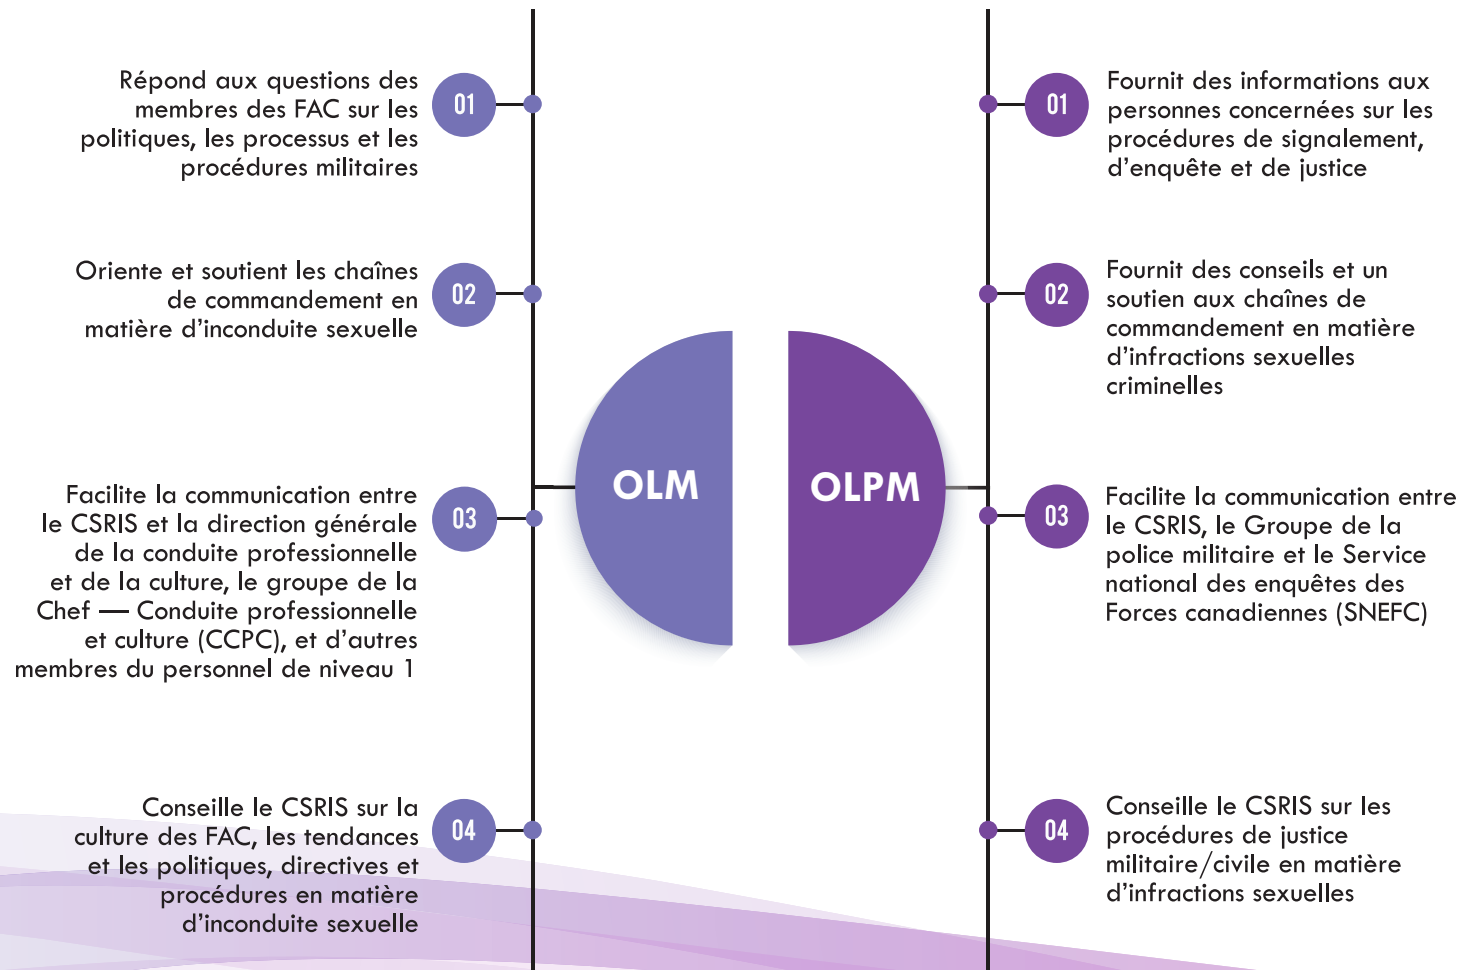 01
Répond aux questions des
membres des FAC sur les
politiques, les processus et les
procédures militaires
02
Oriente et soutient les chaînes
de commandement en
matière d’inconduite sexuelle
03
Facilite la communication entre
le CSRIS et la direction générale
de la conduite professionnelle
et de la culture, le groupe de la
Chef — Conduite professionnelle
et culture (CCPC), et d’autres
membres du personnel de niveau 1
04
Conseille le CSRIS sur la
culture des FAC, les tendances
et les politiques, directives et
procédures en matière
d’inconduite sexuelle
OLM
OLPM
01
Fournit des informations aux
personnes concernées sur les
procédures de signalement,
d’enquête et de justice
02
Fournit des conseils et un
soutien aux chaînes de
commandement en matière
d’infractions sexuelles
criminelles
03
Facilite la communication entre
le CSRIS, le Groupe de la
police militaire et le Service
national des enquêtes des
Forces canadiennes (SNEFC)
04
Conseille le CSRIS sur les
procédures de justice
militaire/civile en matière
d’infractions sexuelles